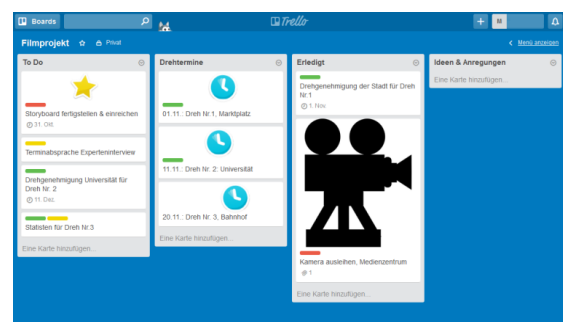 Boards
Trello
M
Filmprojekt
Privat
Menü anzeigen
To Do
Storyboard fertigstellen & einreichen
31. Okt.
Terminabsprache Experteninterview
Drehgenehmigung Universität für
Dreh Nr. 2
11. Dez.
Statisten für Dreh Nr.3
Eine Karte hinzufügen...
Drehtermine
01.11.: Dreh Nr.1, Marktplatz
11.11.: Dreh Nr. 2: Universität
20.11.: Dreh Nr. 3, Bahnhof
Eine Karte hinzufügen...
Erledigt
Drehgenehmigung der Stadt für Dreh
Nr.1
1. Nov.
Kamera ausleihen, Medienzentrum
1
Eine Karte hinzufügen...
Ideen & Anregungen
Eine Karte hinzufügen...